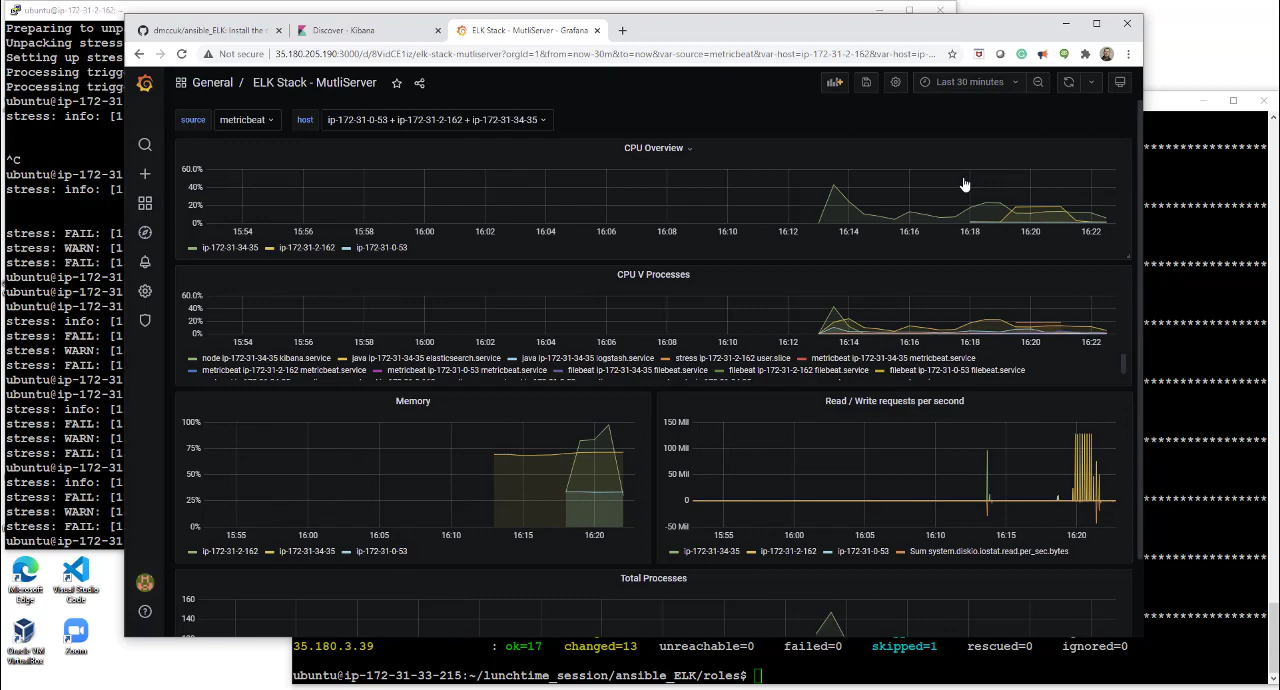 ubuntu@ip-172-31-2-162: ~
Preparing to unp
Unpacking stress
Setting up stres
Processing trigg
Processing trigg
ubuntu@ip-172-31
stress: info: [1
^C
ubuntu@ip-172-31
stress: info: [1
stress: FAIL: [1
stress: WARN: [1
stress: FAIL: [1
ubuntu@ip-172-31
ubuntu@ip-172-31
ubuntu@ip-172-31
stress: info: [1
stress: FAIL: [1
stress: WARN: [1
stress: FAIL: [1
ubuntu@ip-172-31
ubuntu@ip-172-31
stress: info: [1
stress: FAIL: [1
stress: WARN: [1
stress: FAIL: [1
ubuntu@ip-172-31
stress: info: [1
stress: FAIL: [1
stress: WARN: [1
stress: FAIL: [1
ubuntu@ip-172-31
dmccuk/ansible_ELK: Install the s
Discover - Kibana
ELK Stack - MutliServer - Grafana
Not secure 35.180.205.190:3000/d/8VidCE1iz/elk-stack-mutliserver?orgId=1&from=now-30m&to=now&var-source=metricbeat&var-host=ip-172-31-2-162&var-host=ip-...
General / ELK Stack - MutliServer
Last 30 minutes
source metricbeat host ip-172-31-0-53 + ip-172-31-2-162 + ip-172-31-34-35
CPU Overview
60.0%
40%
20%
0%
15:54 15:56 15:58 16:00 16:02 16:04 16:06 16:08 16:10 16:12 16:14 16:16 16:18 16:20 16:22
ip-172-31-34-35 ip-172-31-2-162 ip-172-31-0-53
CPU V Processes
60.0%
40%
20%
0%
15:54 15:56 15:58 16:00 16:02 16:04 16:06 16:08 16:10 16:12 16:14 16:16 16:18 16:20 16:22
node ip-172-31-34-35 kibana.service java ip-172-31-34-35 elasticsearch.service java ip-172-31-34-35 logstash.service stress ip-172-31-2-162 user.slice metricbeat ip-172-31-34-35 metricbeat.service
metricbeat ip-172-31-2-162 metricbeat.service metricbeat ip-172-31-0-53 metricbeat.service filebeat ip-172-31-34-35 filebeat.service filebeat ip-172-31-2-162 filebeat.service filebeat ip-172-31-0-53 filebeat.service
Memory
100%
75%
50%
25%
0%
15:55 16:00 16:05 16:10 16:15 16:20
ip-172-31-2-162 ip-172-31-34-35 ip-172-31-0-53
Read / Write requests per second
150 Mil
100 Mil
50 Mil
0
-50 Mil
15:55 16:00 16:05 16:10 16:15 16:20
ip-172-31-34-35 ip-172-31-2-162 ip-172-31-0-53 Sum system.diskio.iostat.read.per_sec.bytes
Total Processes
160
140
Microsoft Edge
Visual Studio Code
Oracle VM VirtualBox
Zoom
35.180.3.39 : ok=17 changed=13 unreachable=0 failed=0 skipped=1 rescued=0 ignored=0
ubuntu@ip-172-31-33-215:~/lunchtime_session/ansible_ELK/roles$